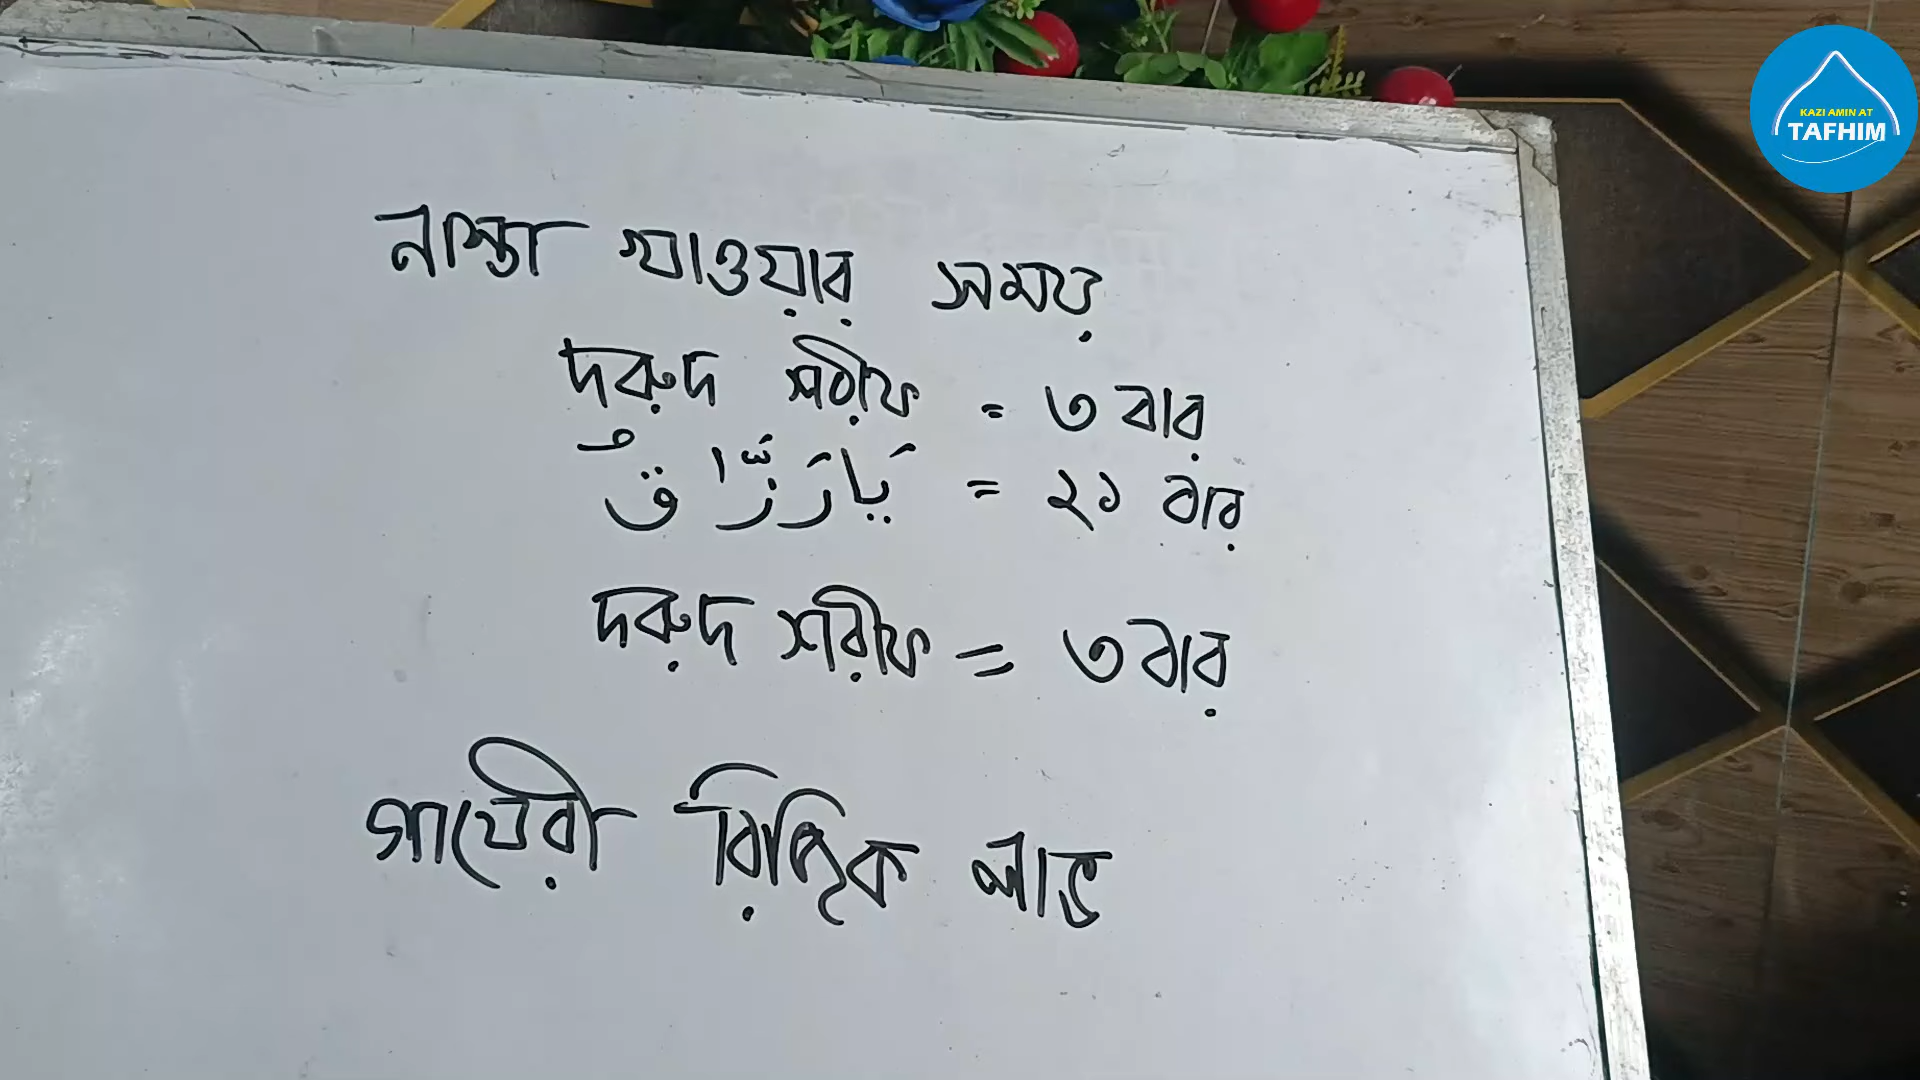 KAZI AMIN AT
TAFHIM
নাস্তা খাওয়ার সময়
দরুদ শরীফ = ৩ বার
يَا رَزَّاقُ = ২১ বার
দরুদ শরীফ = ৩ বার
গায়েবী রিজিক লাভ